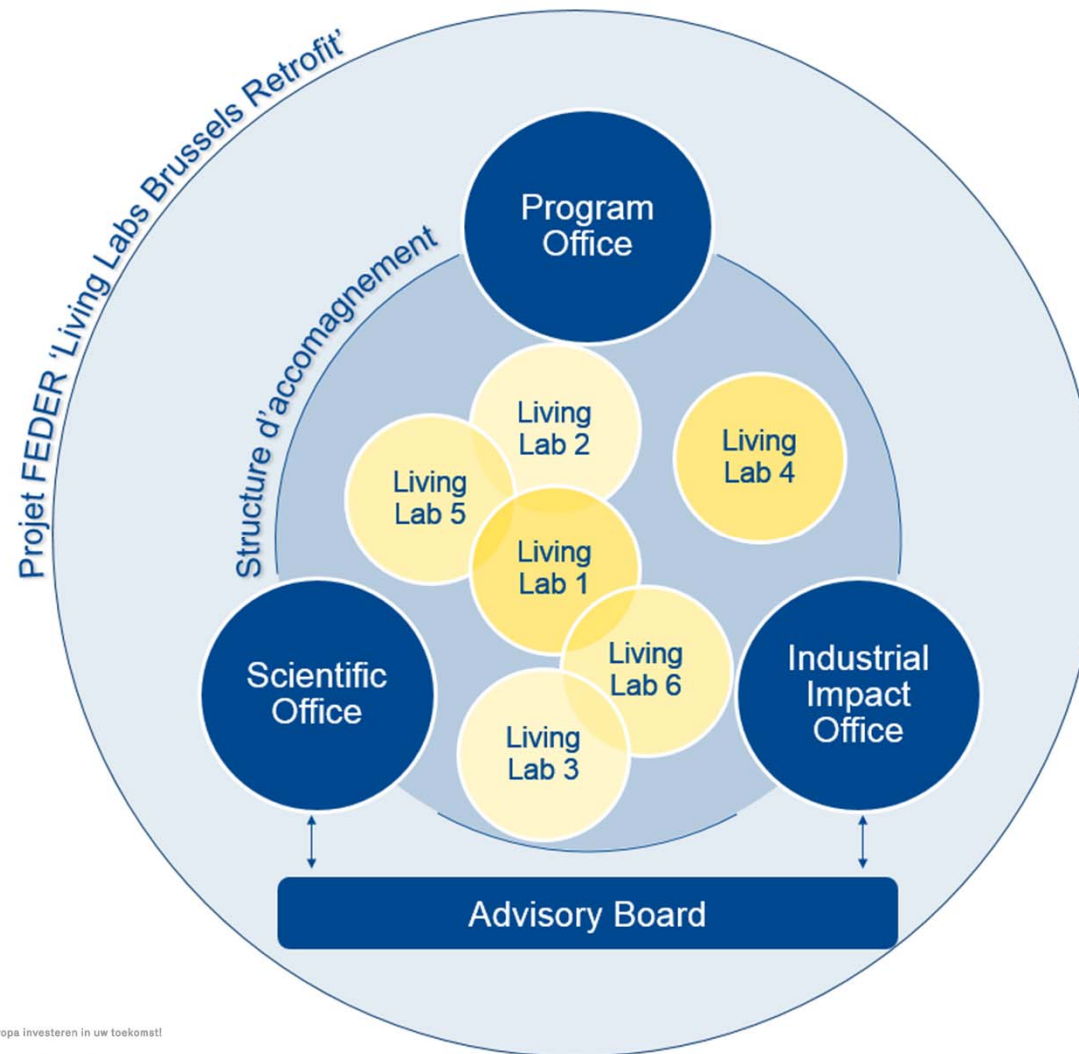 Projet FEDER ‘Living Labs Brussels Retrofit’
Structure d’accomagnement
Program
Office
Living
Lab 2
Living
Lab 4
Living
Lab 5
Living
Lab 1
Living
Lab 6
Living
Lab 3
Scientific
Office
Industrial
Impact
Office
Advisory Board
investeren in uw toekomst!